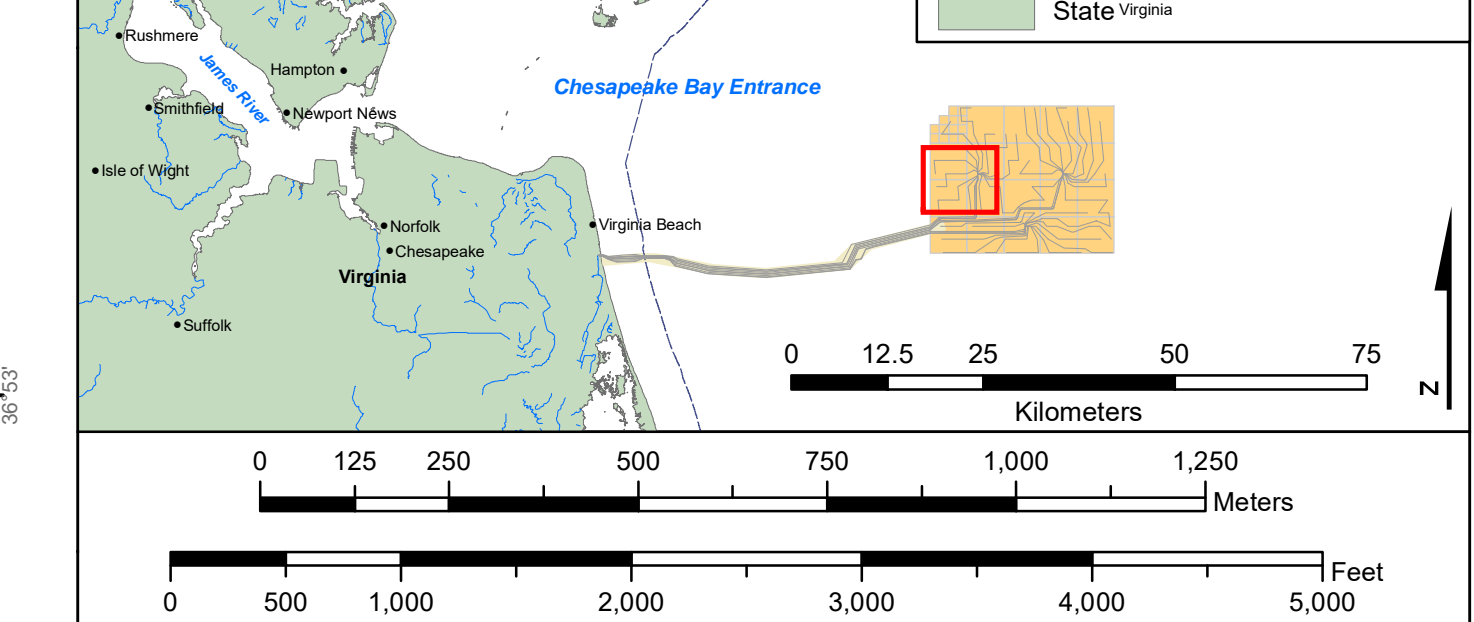 State Virginia
Rushmere
James River
Hampton
Chesapeake Bay Entrance
Smithfield
Newport News
Isle of Wight
Norfolk
Virginia Beach
Chesapeake
Virginia
Suffolk
0 12.5 25 50 75
Kilometers
N
36°53'
0 125 250 500 750 1,000 1,250
Meters
Feet
0 500 1,000 2,000 3,000 4,000 5,000